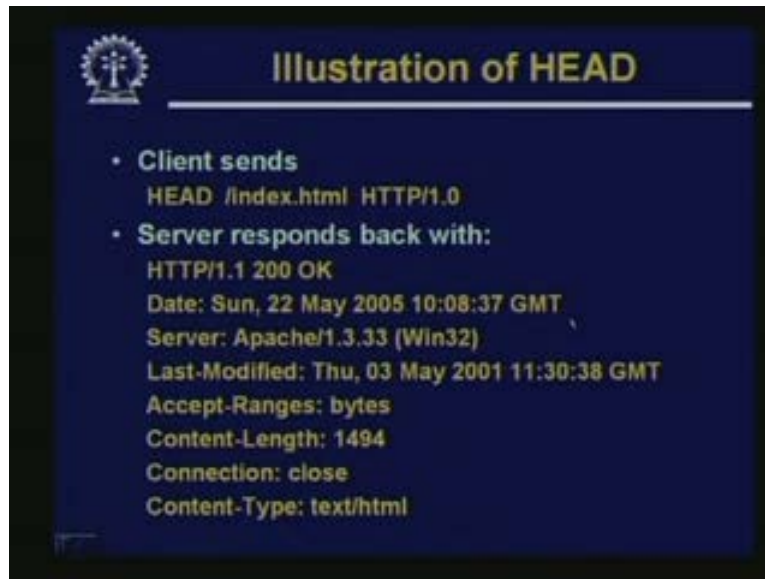 Illustration of HEAD
• Client sends
HEAD /index.html HTTP/1.0
• Server responds back with:
HTTP/1.1 200 OK
Date: Sun, 22 May 2005 10:08:37 GMT
Server: Apache/1.3.33 (Win32)
Last-Modified: Thu, 03 May 2001 11:30:38 GMT
Accept-Ranges: bytes
Content-Length: 1494
Connection: close
Content-Type: text/html